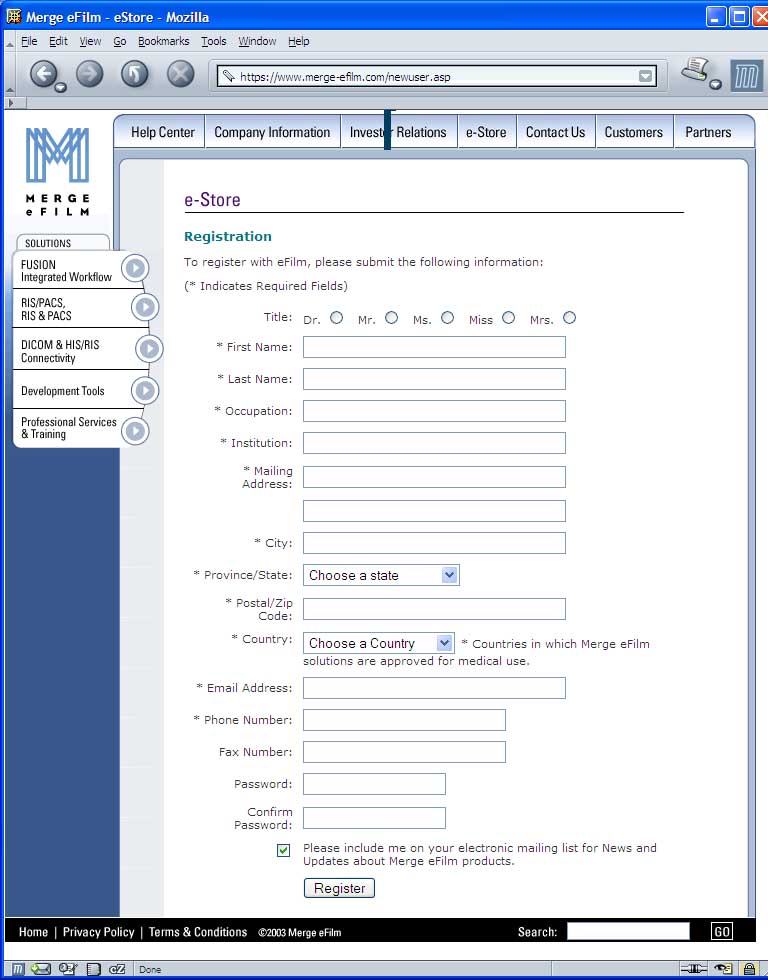 Merge eFilm - eStore - Mozilla
File Edit View Go Bookmarks Tools Window Help
https://www.merge-efilm.com/newuser.asp
Help Center Company Information Investor Relations e-Store Contact Us Customers Partners
MERGE
eFILM
SOLUTIONS
FUSION
Integrated Workflow
RIS/PACS,
RIS & PACS
DICOM & HIS/RIS
Connectivity
Development Tools
Professional Services
& Training
e-Store
Registration
To register with eFilm, please submit the following information:
(* Indicates Required Fields)
Title: Dr. Mr. Ms. Miss Mrs.
* First Name:
* Last Name:
* Occupation:
* Institution:
* Mailing
Address:
* City:
* Province/State: Choose a state
* Postal/Zip
Code:
* Country: Choose a Country * Countries in which Merge eFilm
solutions are approved for medical use.
* Email Address:
* Phone Number:
Fax Number:
Password:
Confirm
Password:
Please include me on your electronic mailing list for News and
Updates about Merge eFilm products.
Register
Home | Privacy Policy | Terms & Conditions ©2003 Merge eFilm Search: GO
Done